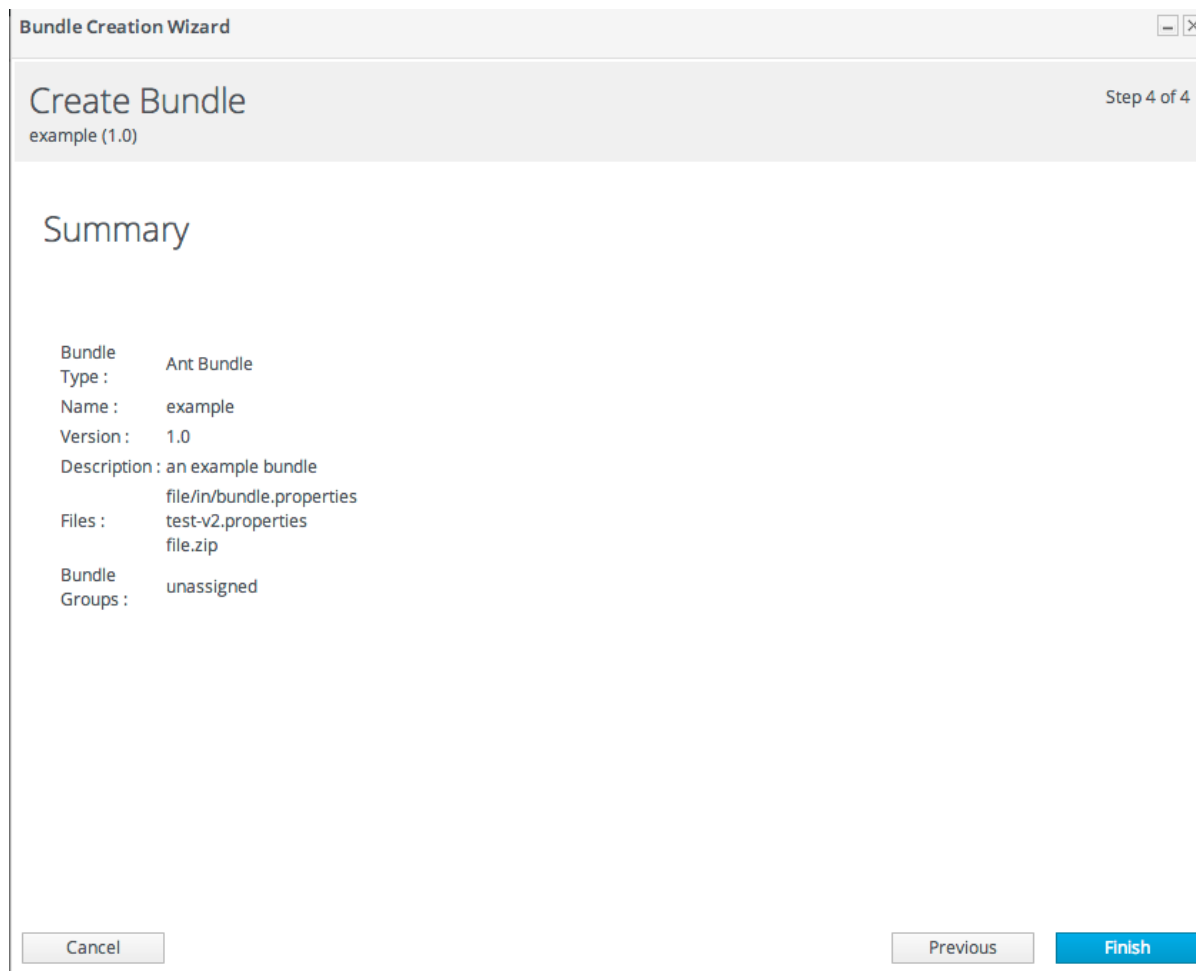 Bundle Creation Wizard
Create Bundle
Step 4 of 4
example (1.0)
Summary
Bundle
Type : Ant Bundle
Name : example
Version : 1.0
Description : an example bundle
file/in/bundle.properties
Files : test-v2.properties
file.zip
Bundle
Groups : unassigned
Cancel
Previous
Finish